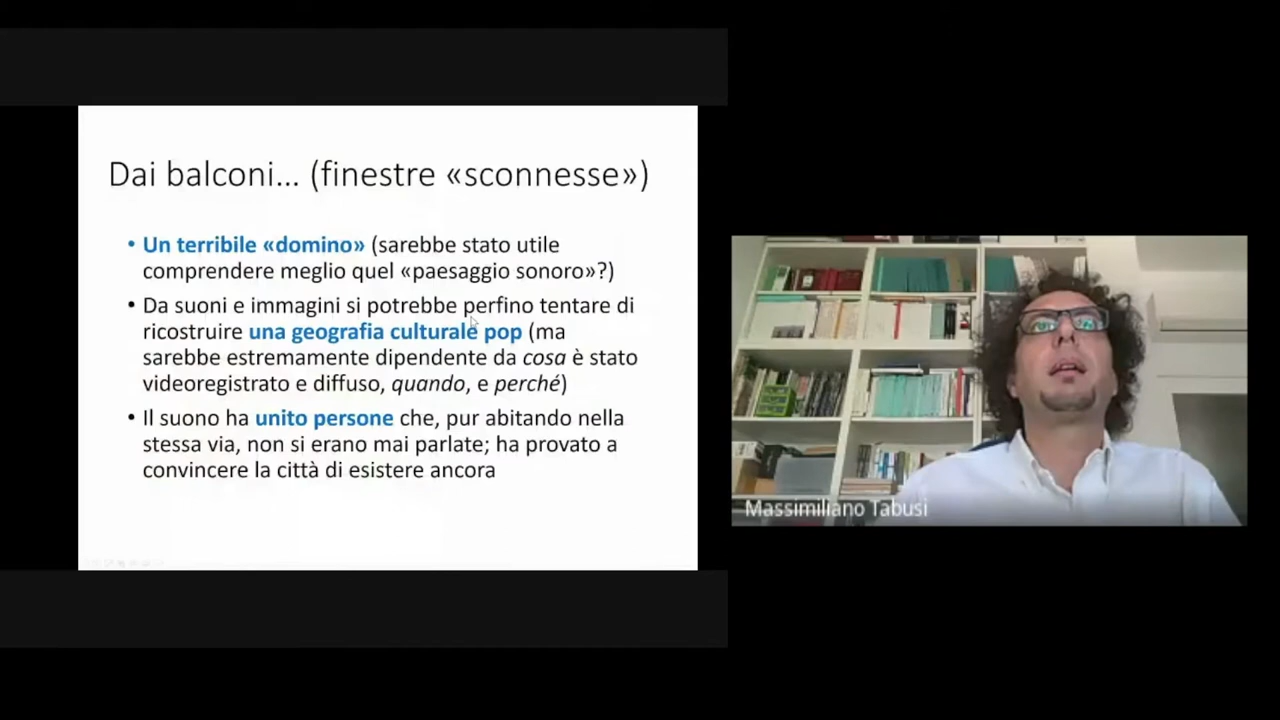 Dai balconi... (finestre «sconnesse»)
• Un terribile «domino» (sarebbe stato utile
comprendere meglio quel «paesaggio sonoro»?)
• Da suoni e immagini si potrebbe perfino tentare di
ricostruire una geografia culturale pop (ma
sarebbe estremamente dipendente da cosa è stato
videoregistrato e diffuso, quando, e perché)
• Il suono ha unito persone che, pur abitando nella
stessa via, non si erano mai parlate; ha provato a
convincere la città di esistere ancora
Massimiliano Tabusi